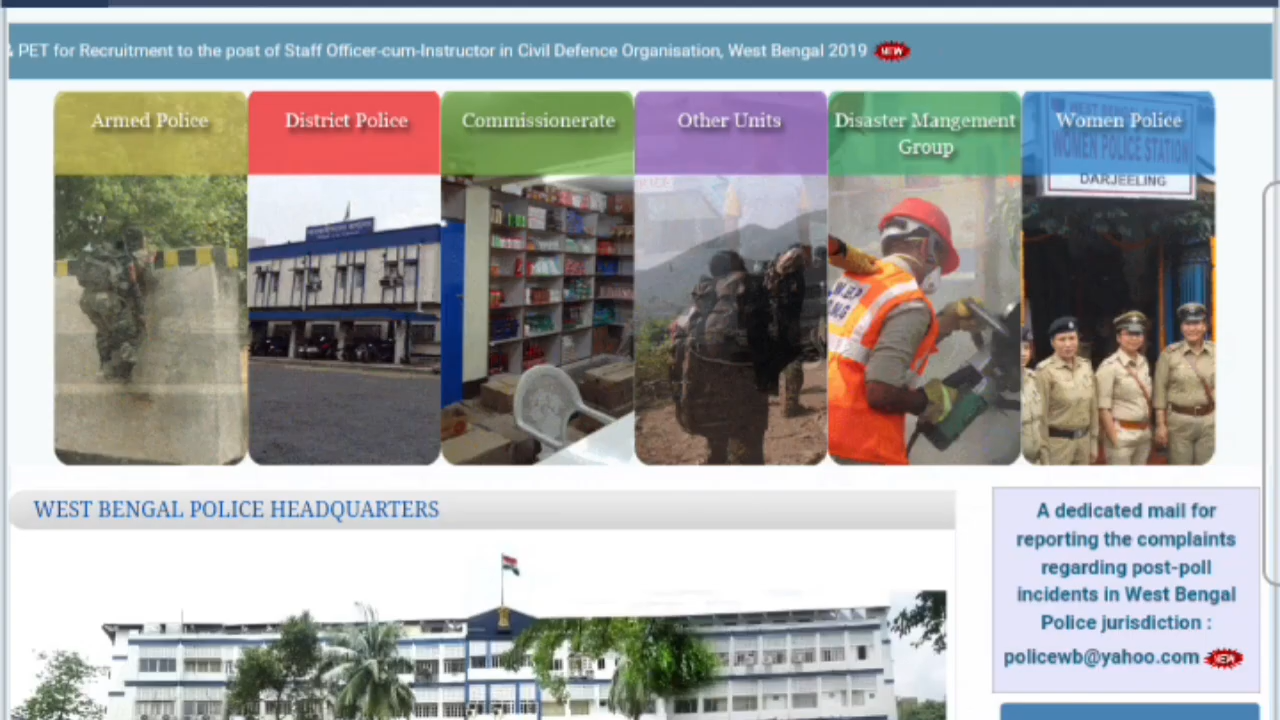 PET for Recruitment to the post of Staff Officer-cum-Instructor in Civil Defence Organisation, West Bengal 2019 NEW
Armed Police
District Police
Commissionerate
Other Units
Disaster Mangement
Group
Women Police
WOMEN POLICE STATION
DARJEELING
WEST BENGAL POLICE HEADQUARTERS
A dedicated mail for
reporting the complaints
regarding post-poll
incidents in West Bengal
Police jurisdiction :
policewb@yahoo.com NEW